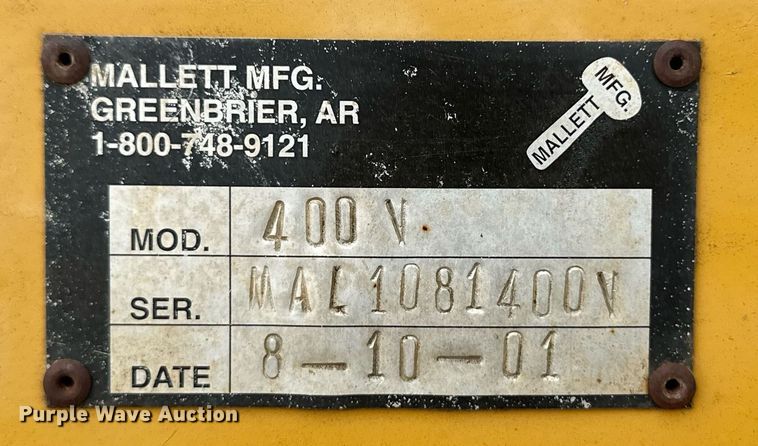 MALLETT MFG.
GREENBRIER, AR
1-800-748-9121
MALLETT MFG.
MOD. 400 V
SER. MAL1081400V
DATE 8-10-01
Purple Wave Auction